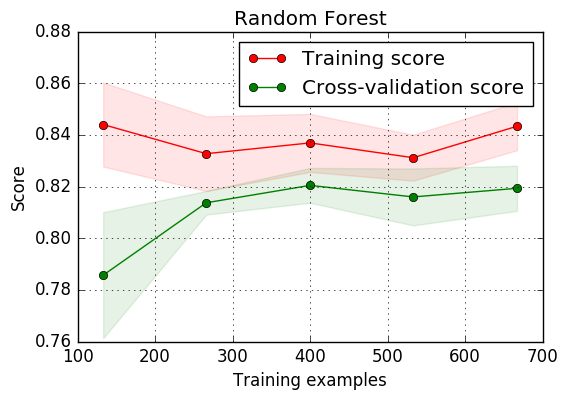 Random Forest
0.88
0.86
0.84
0.82
0.80
0.78
0.76
Score
Training score
Cross-validation score
100 200 300 400 500 600 700
Training examples